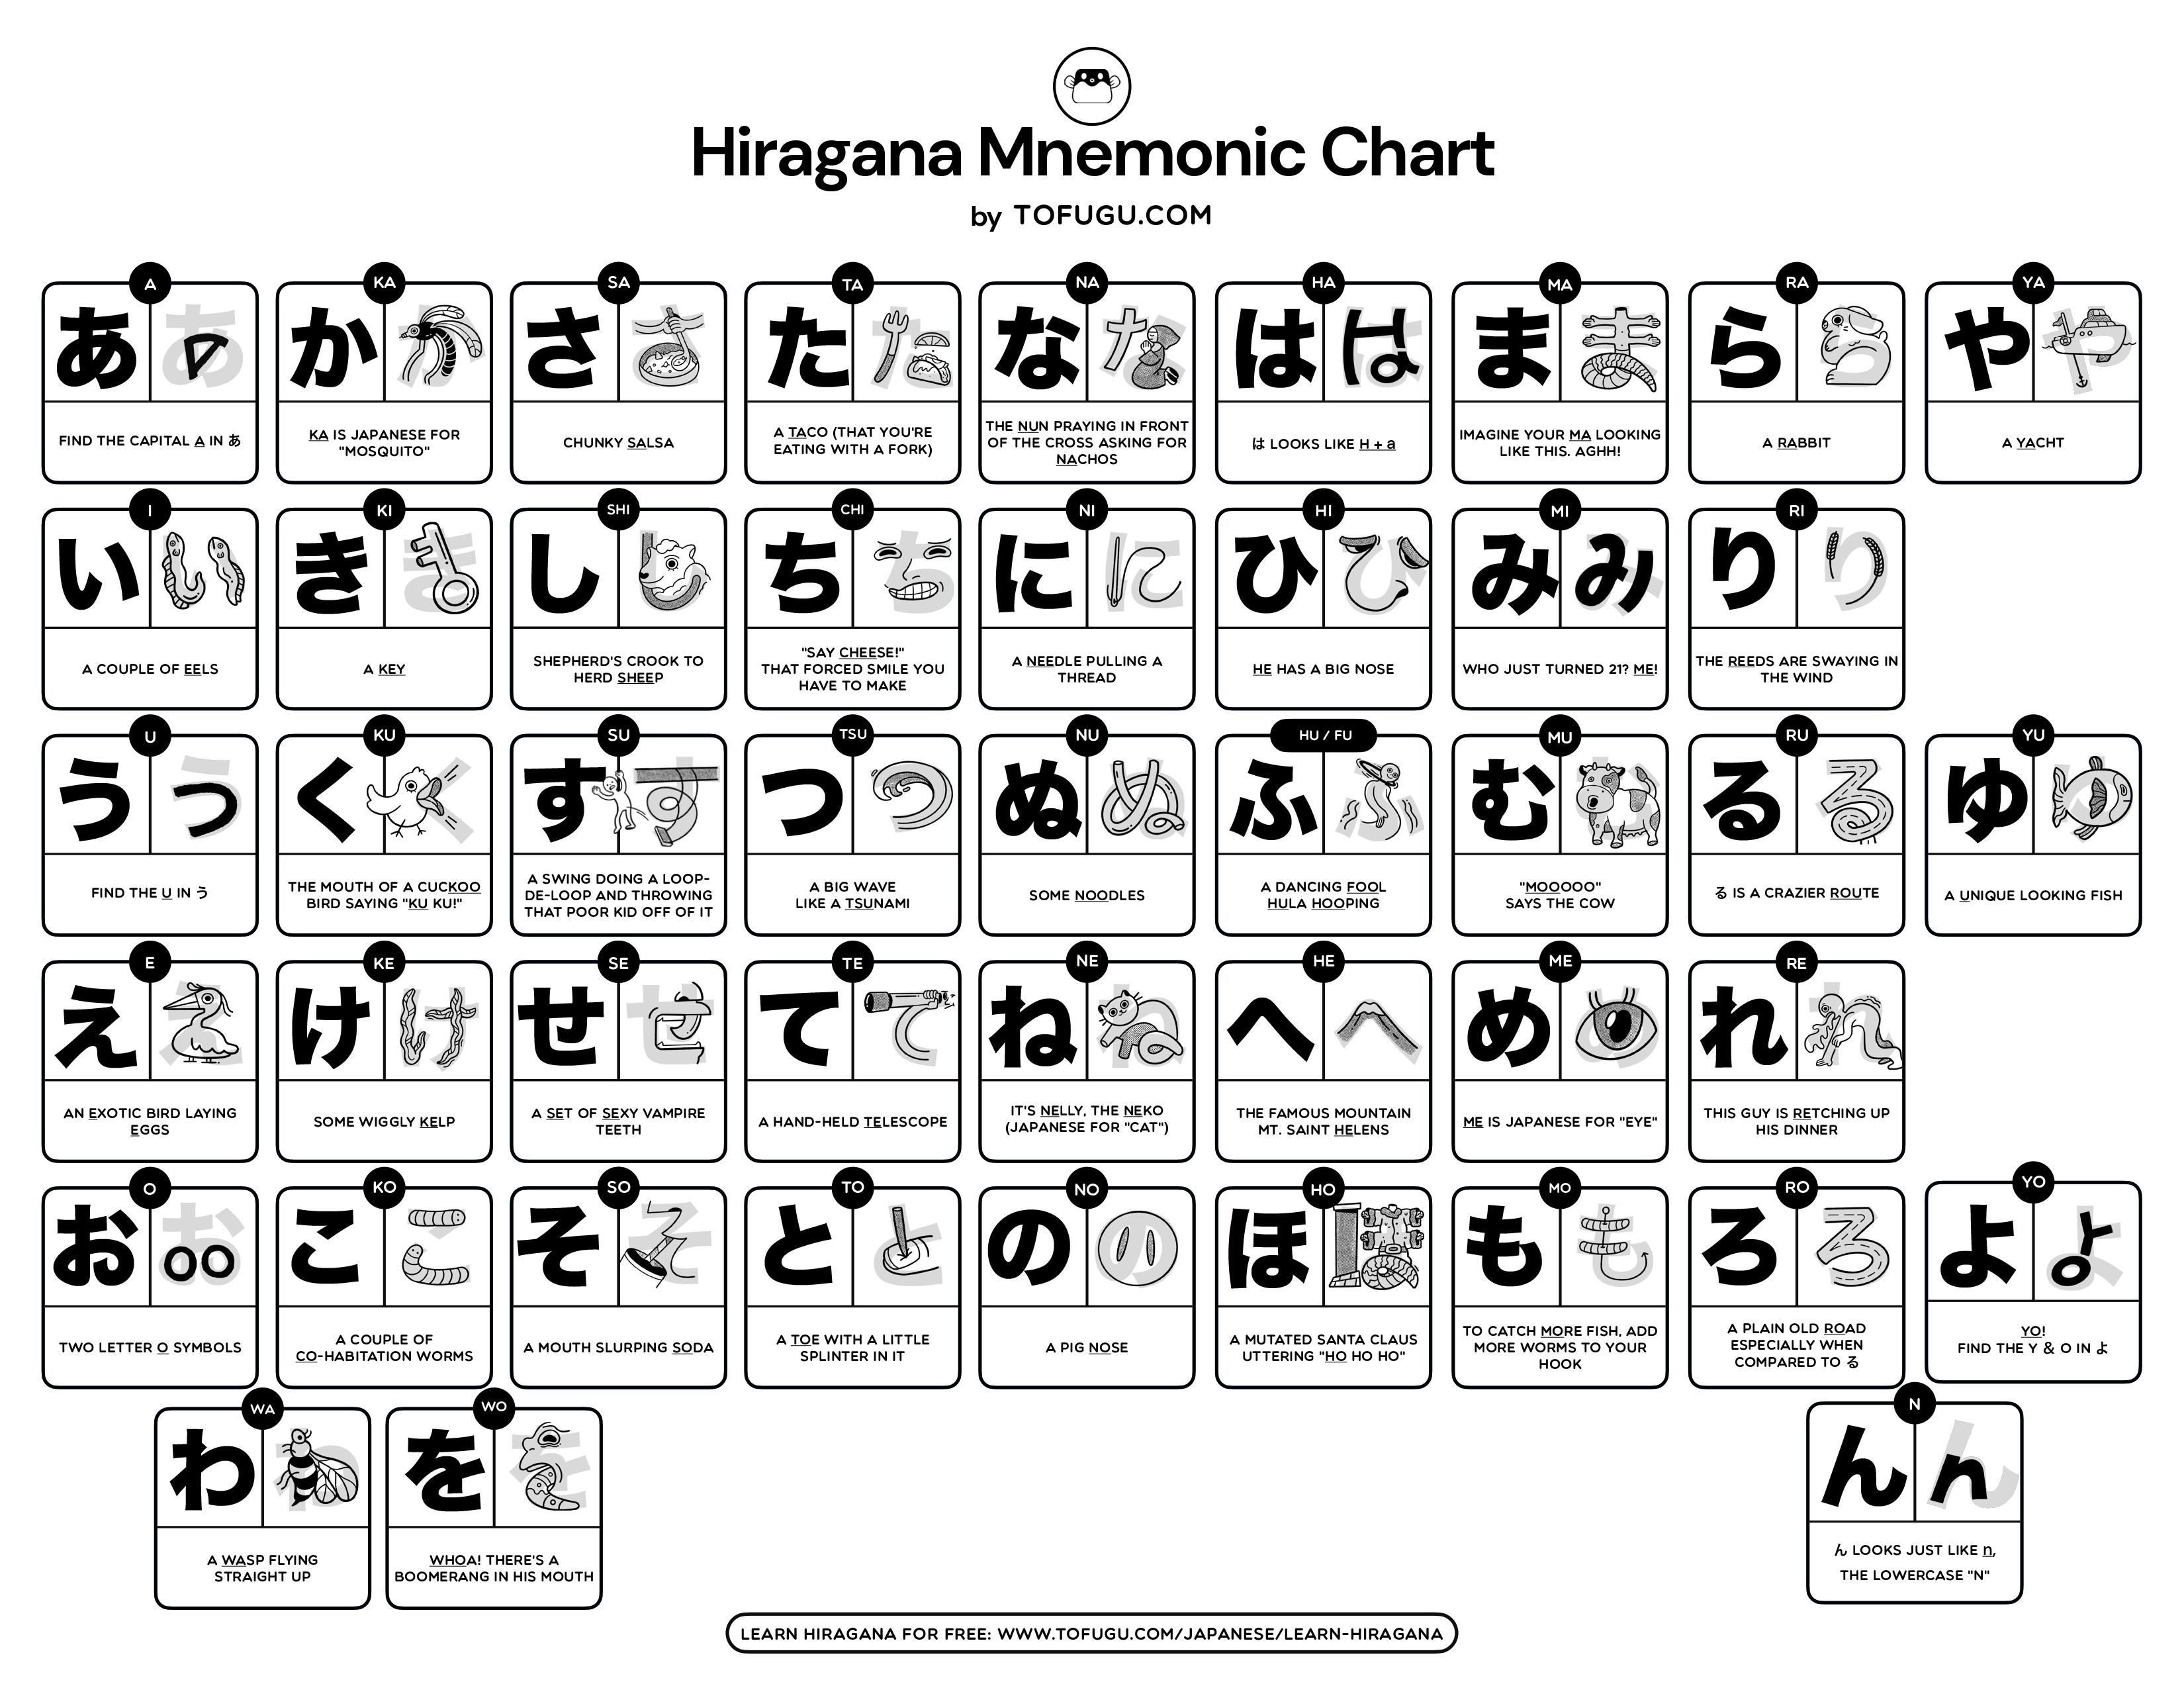 Hiragana Mnemonic Chart
by TOFUGU.COM
A
あ
FIND THE CAPITAL A IN あ
KA
か
KA IS JAPANESE FOR
"MOSQUITO"
SA
さ
CHUNKY SALSA
TA
た
A TACO (THAT YOU'RE
EATING WITH A FORK)
NA
な
THE NUN PRAYING IN FRONT
OF THE CROSS ASKING FOR
NACHOS
HA
は
は LOOKS LIKE H + a
MA
ま
IMAGINE YOUR MA LOOKING
LIKE THIS. AGHH!
RA
ら
A RABBIT
YA
や
A YACHT
I
い
A COUPLE OF EELS
KI
き
A KEY
SHI
し
SHEPHERD'S CROOK TO
HERD SHEEP
CHI
ち
"SAY CHEESE!"
THAT FORCED SMILE YOU
HAVE TO MAKE
NI
に
A NEEDLE PULLING A
THREAD
HI
ひ
HE HAS A BIG NOSE
MI
み
WHO JUST TURNED 21? ME!
RI
り
THE REEDS ARE SWAYING IN
THE WIND
U
う
FIND THE U IN う
KU
く
THE MOUTH OF A CUCKOO
BIRD SAYING "KU KU!"
SU
す
A SWING DOING A LOOP-
DE-LOOP AND THROWING
THAT POOR KID OFF OF IT
TSU
つ
A BIG WAVE
LIKE A TSUNAMI
NU
ぬ
SOME NOODLES
HU / FU
ふ
A DANCING FOOL
HULA HOOPING
MU
む
"MOOOOO"
SAYS THE COW
RU
る
る IS A CRAZIER ROUTE
YU
ゆ
A UNIQUE LOOKING FISH
E
え
AN EXOTIC BIRD LAYING
EGGS
KE
け
SOME WIGGLY KELP
SE
せ
A SET OF SEXY VAMPIRE
TEETH
TE
て
A HAND-HELD TELESCOPE
NE
ね
IT'S NELLY, THE NEKO
(JAPANESE FOR "CAT")
HE
へ
THE FAMOUS MOUNTAIN
MT. SAINT HELENS
ME
め
ME IS JAPANESE FOR "EYE"
RE
れ
THIS GUY IS RETCHING UP
HIS DINNER
O
お
TWO LETTER O SYMBOLS
KO
こ
A COUPLE OF
CO-HABITATION WORMS
SO
そ
A MOUTH SLURPING SODA
TO
と
A TOE WITH A LITTLE
SPLINTER IN IT
NO
の
A PIG NOSE
HO
ほ
A MUTATED SANTA CLAUS
UTTERING "HO HO HO"
MO
も
TO CATCH MORE FISH, ADD
MORE WORMS TO YOUR
HOOK
RO
ろ
A PLAIN OLD ROAD
ESPECIALLY WHEN
COMPARED TO る
YO
よ
YO!
FIND THE Y & O IN よ
WA
わ
A WASP FLYING
STRAIGHT UP
WO
を
WHOA! THERE'S A
BOOMERANG IN HIS MOUTH
N
ん
ん LOOKS JUST LIKE n,
THE LOWERCASE "N"
LEARN HIRAGANA FOR FREE: WWW.TOFUGU.COM/JAPANESE/LEARN-HIRAGANA